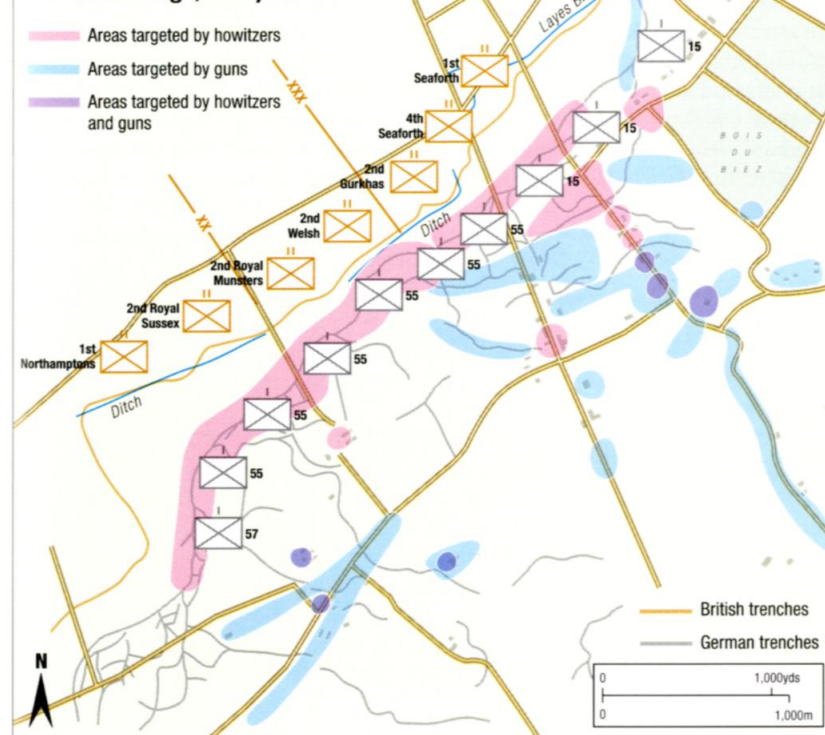 Areas targeted by howitzers
Areas targeted by guns
Areas targeted by howitzers
and guns
XXX
XX
Layes
1st
Seaforth
4th
Seaforth
2nd
Gurkhas
2nd
Welsh
2nd Royal
Munsters
2nd Royal
Sussex
1st
Northamptons
Ditch
Ditch
15
15
15
55
55
55
55
55
55
57
BOIS
DU
BIEZ
British trenches
German trenches
N
0 1,000yds
0 1,000m